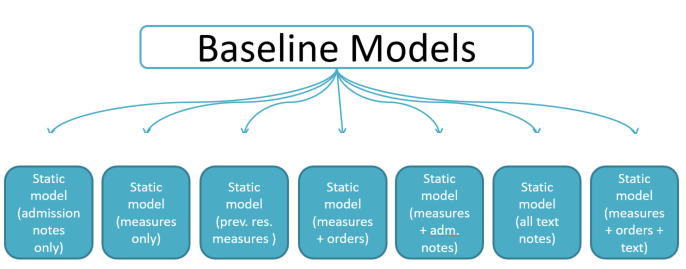 Baseline Models
Static
model
(admission
notes
only)
Static
model
(measures
only)
Static
model
(prev. res.
measures )
Static
model
(measures
+ orders)
Static
model
(measures
+ adm.
notes)
Static
model
(all text
notes)
Static
model
(measures
+ orders +
text)